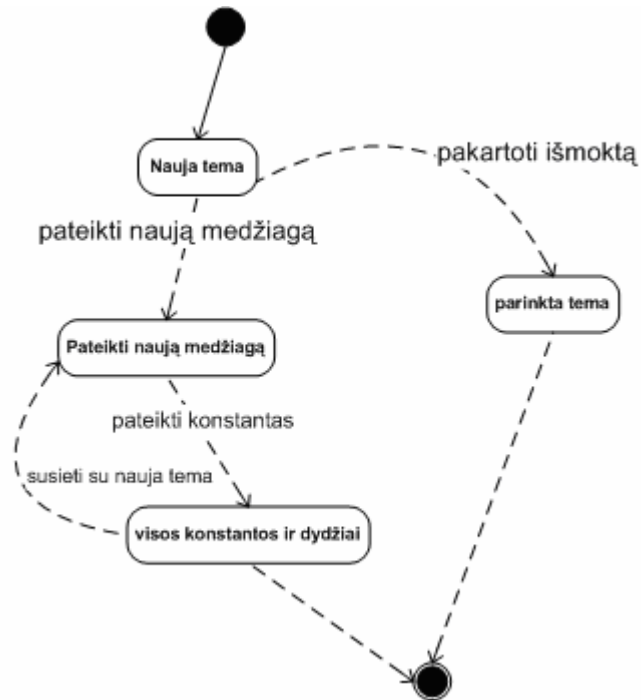 Nauja tema
pakartoti išmoktą
pateikti naują medžiagą
parinkta tema
Pateikti naują medžiagą
pateikti konstantas
susieti su nauja tema
visos konstantos ir dydžiai